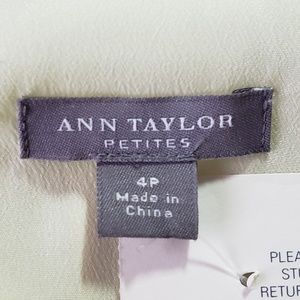 ANN TAYLOR
PETITES
4P
Made in
China
PLEA
STU
RETUR